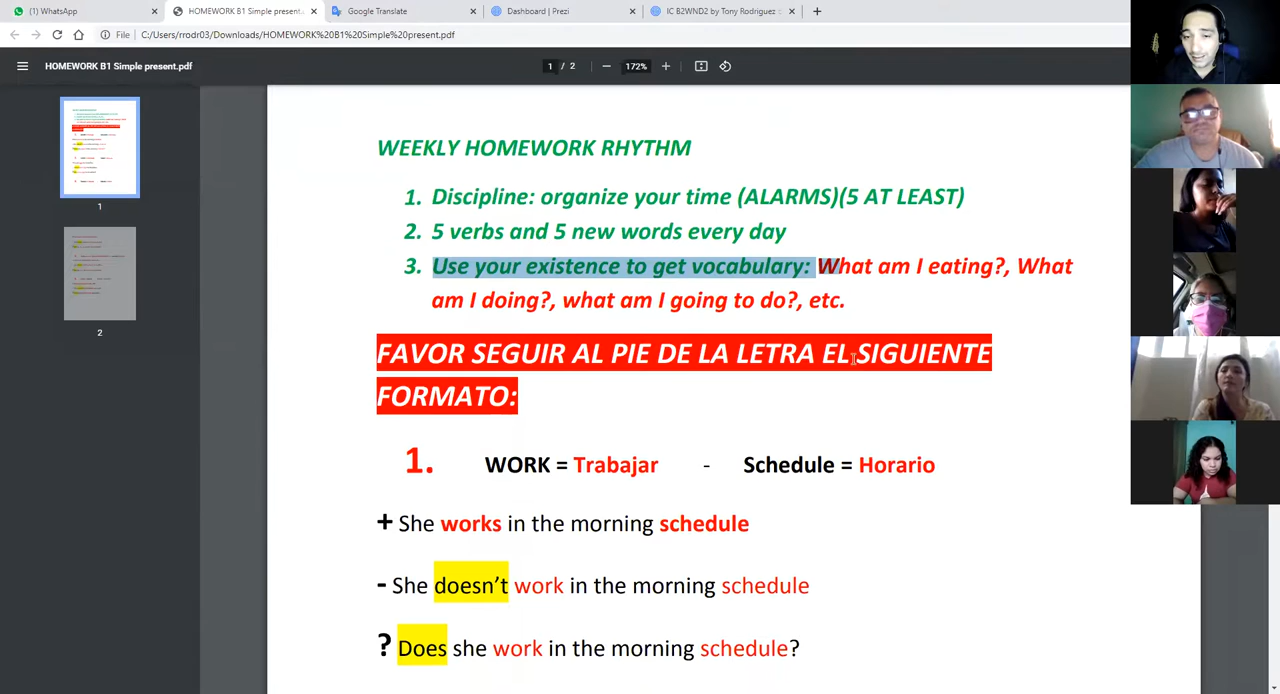 (1) WhatsApp
HOMEWORK B1 Simple present.
Google Translate
Dashboard | Prezi
IC B2WND2 by Tony Rodriguez
File
C:/Users/rrodr03/Downloads/HOMEWORK%20B1%20Simple%20present.pdf
HOMEWORK B1 Simple present.pdf
1 / 2
172%
1
2
WEEKLY HOMEWORK RHYTHM
1. Discipline: organize your time (ALARMS)(5 AT LEAST)
2. 5 verbs and 5 new words every day
3. Use your existence to get vocabulary: What am I eating?, What
am I doing?, what am I going to do?, etc.
FAVOR SEGUIR AL PIE DE LA LETRA EL SIGUIENTE
FORMATO:
1. WORK = Trabajar - Schedule = Horario
+ She works in the morning schedule
- She doesn't work in the morning schedule
? Does she work in the morning schedule?